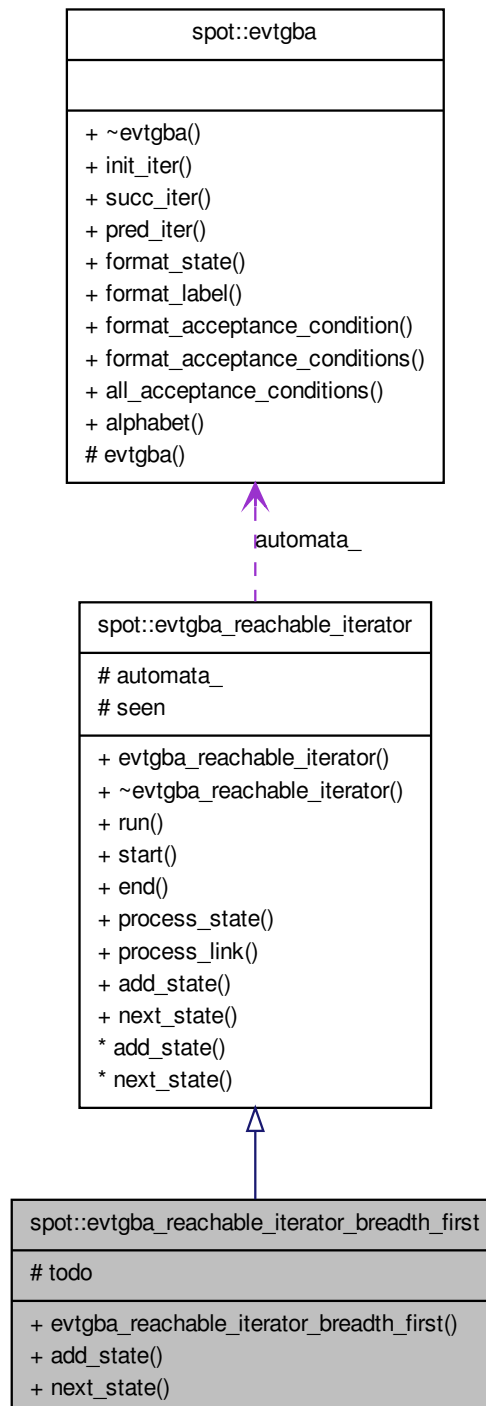 spot::evtgba
+ ~evtgba()
+ init_iter()
+ succ_iter()
+ pred_iter()
+ format_state()
+ format_label()
+ format_acceptance_condition()
+ format_acceptance_conditions()
+ all_acceptance_conditions()
+ alphabet()
# evtgba()
automata_
spot::evtgba_reachable_iterator
# automata_
# seen
+ evtgba_reachable_iterator()
+ ~evtgba_reachable_iterator()
+ run()
+ start()
+ end()
+ process_state()
+ process_link()
+ add_state()
+ next_state()
* add_state()
* next_state()
spot::evtgba_reachable_iterator_breadth_first
# todo
+ evtgba_reachable_iterator_breadth_first()
+ add_state()
+ next_state()